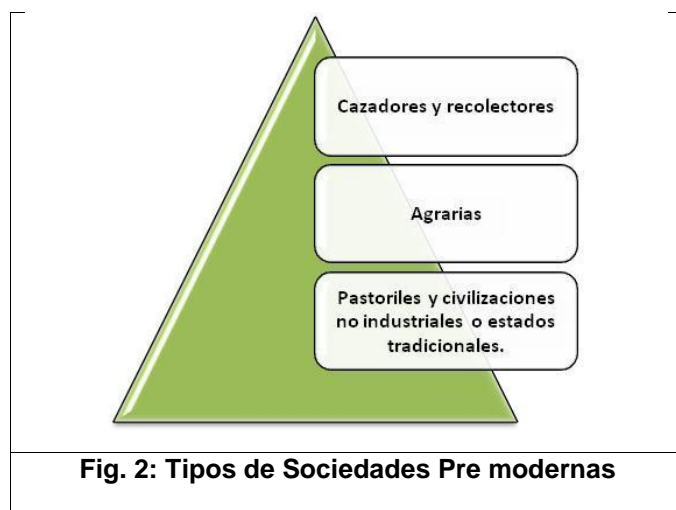 Cazadores y recolectores
Agrarias
Pastoriles y civilizaciones
no industriales o estados
tradicionales.
Fig. 2: Tipos de Sociedades Pre modernas